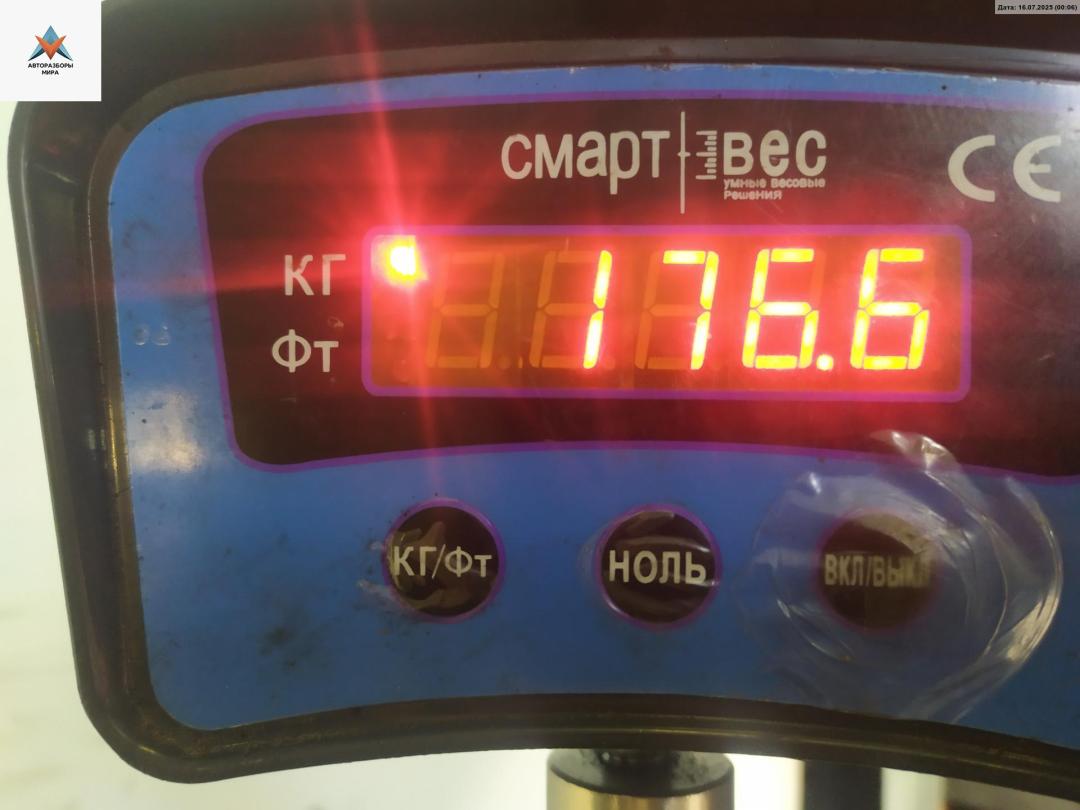 Дата: 16.07.2025 (00:06)
АВТОРАЗБОРЫ
МИРА
смарт вес
умные весовые
решения
CE
кг
176.6
Фт
КГ/Фт
НОЛЬ
ВКЛ/ВЫКЛ